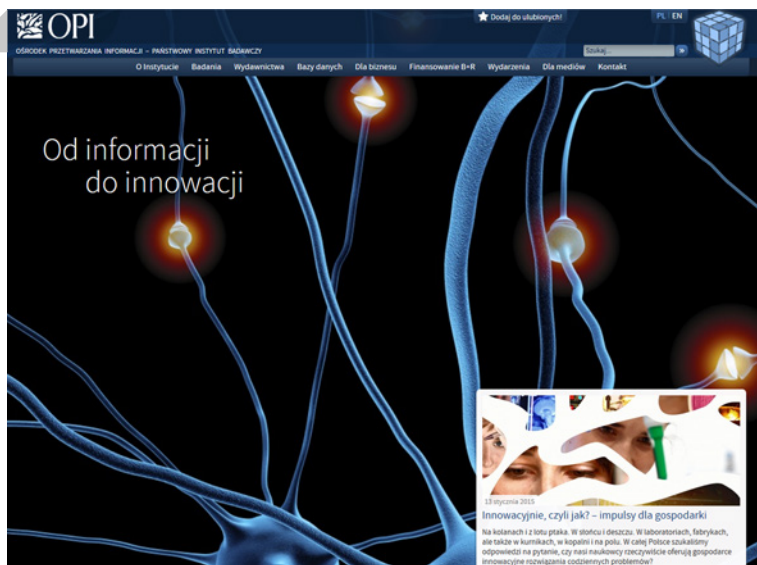 OPI
Dodaj do ulubionych!
PL EN
OŚRODEK PRZETWARZANIA INFORMACJI – PAŃSTWOWY INSTYTUT BADAWCZY
Szukaj...
O Instytucie Badania Wydawnictwa Bazy danych Dla biznesu Finansowanie B+R Wydarzenia Dla mediów Kontakt
Od informacji
do innowacji
13 stycznia 2015
Innowacyjnie, czyli jak? – impulsy dla gospodarki
Na kolanach i z lotu ptaka. W słońcu i deszczu. W laboratoriach, fabrykach,
ale także w kurnikach, w kopalni i na polu. W całej Polsce szukaliśmy
odpowiedzi na pytanie, czy nasi naukowcy rzeczywiście oferują gospodarce
innowacyjne rozwiązania codziennych problemów?